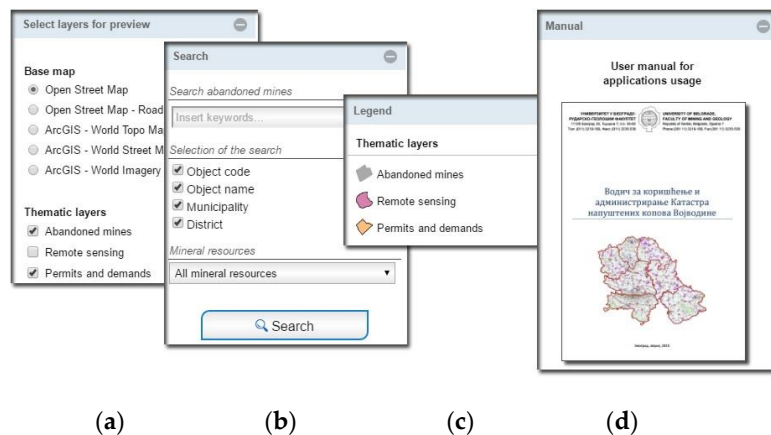 Select layers for preview
Base map
Open Street Map
Open Street Map - Road
ArcGIS - World Topo Ma
ArcGIS - World Street M
ArcGIS - World Imagery
Thematic layers
Abandoned mines
Remote sensing
Permits and demands
Search
Search abandoned mines
Insert keywords...
Selection of the search
Object code
Object name
Municipality
District
Mineral resources
All mineral resources
Search
Legend
Thematic layers
Abandoned mines
Remote sensing
Permits and demands
Manual
User manual for
applications usage
УНИВЕРЗИТЕТ У БЕОГРАДУ
РУДАРСКО-ГЕОЛОШКИ ФАКУЛТЕТ
UNIVERSITY OF BELGRADE,
FACULTY OF MINING AND GEOLOGY
Водич за коришћење и
администрирање Катастра
напуштених копова Војводине
(a) (b) (c) (d)